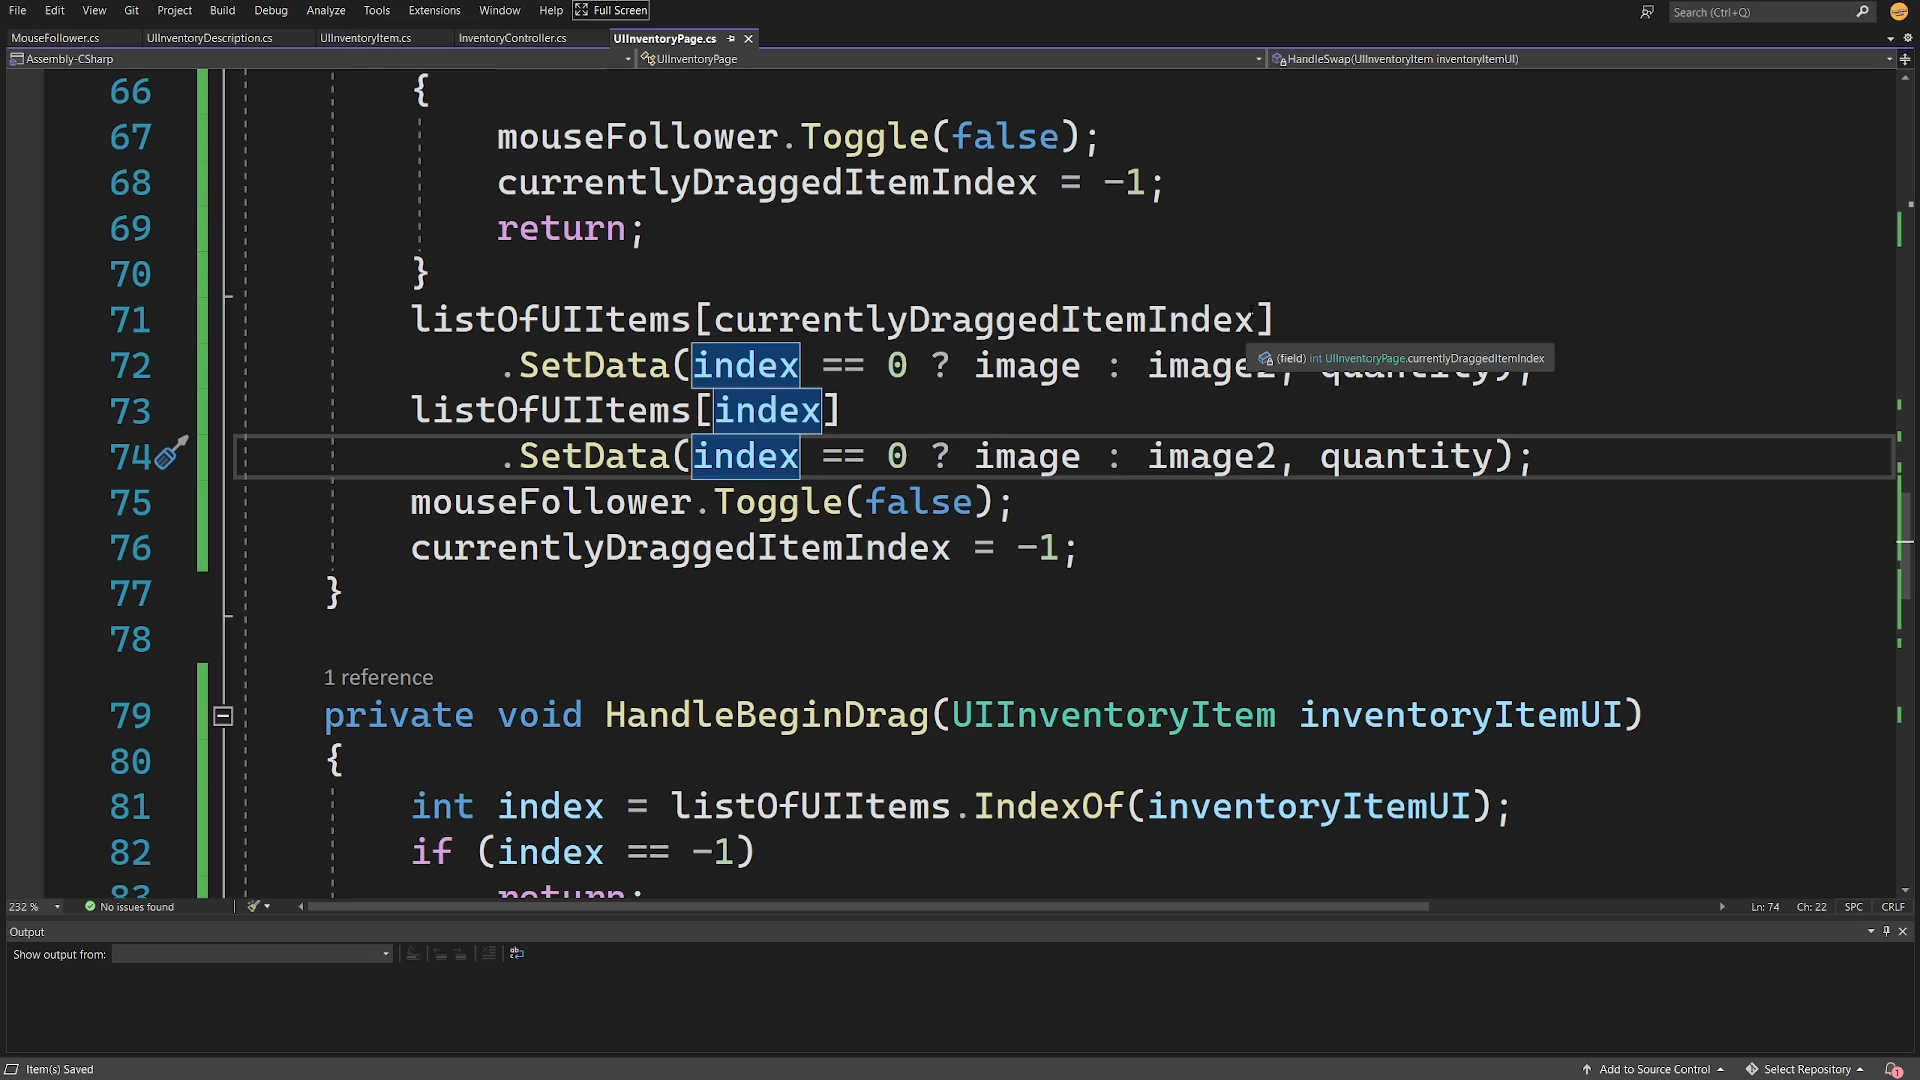 File Edit View Git Project Build Debug Analyze Tools Extensions Window Help Full Screen Search (Ctrl+Q)
MouseFollower.cs UIInventoryDescription.cs UIInventoryItem.cs InventoryController.cs UIInventoryPage.cs
Assembly-CSharp UIInventoryPage HandleSwap(UIInventoryItem inventoryItemUI)
66 {
67 mouseFollower.Toggle(false);
68 currentlyDraggedItemIndex = -1;
69 return;
70 }
71 listOfUIItems[currentlyDraggedItemIndex]
(field) int UIInventoryPage.currentlyDraggedItemIndex
72 .SetData(index == 0 ? image : image2, quantity);
73 listOfUIItems[index]
74 .SetData(index == 0 ? image : image2, quantity);
75 mouseFollower.Toggle(false);
76 currentlyDraggedItemIndex = -1;
77 }
78
1 reference
79 private void HandleBeginDrag(UIInventoryItem inventoryItemUI)
80 {
81 int index = listOfUIItems.IndexOf(inventoryItemUI);
82 if (index == -1)
83 return;
232 % No issues found Ln: 74 Ch: 22 SPC CRLF
Output
Show output from:
Item(s) Saved Add to Source Control Select Repository 1